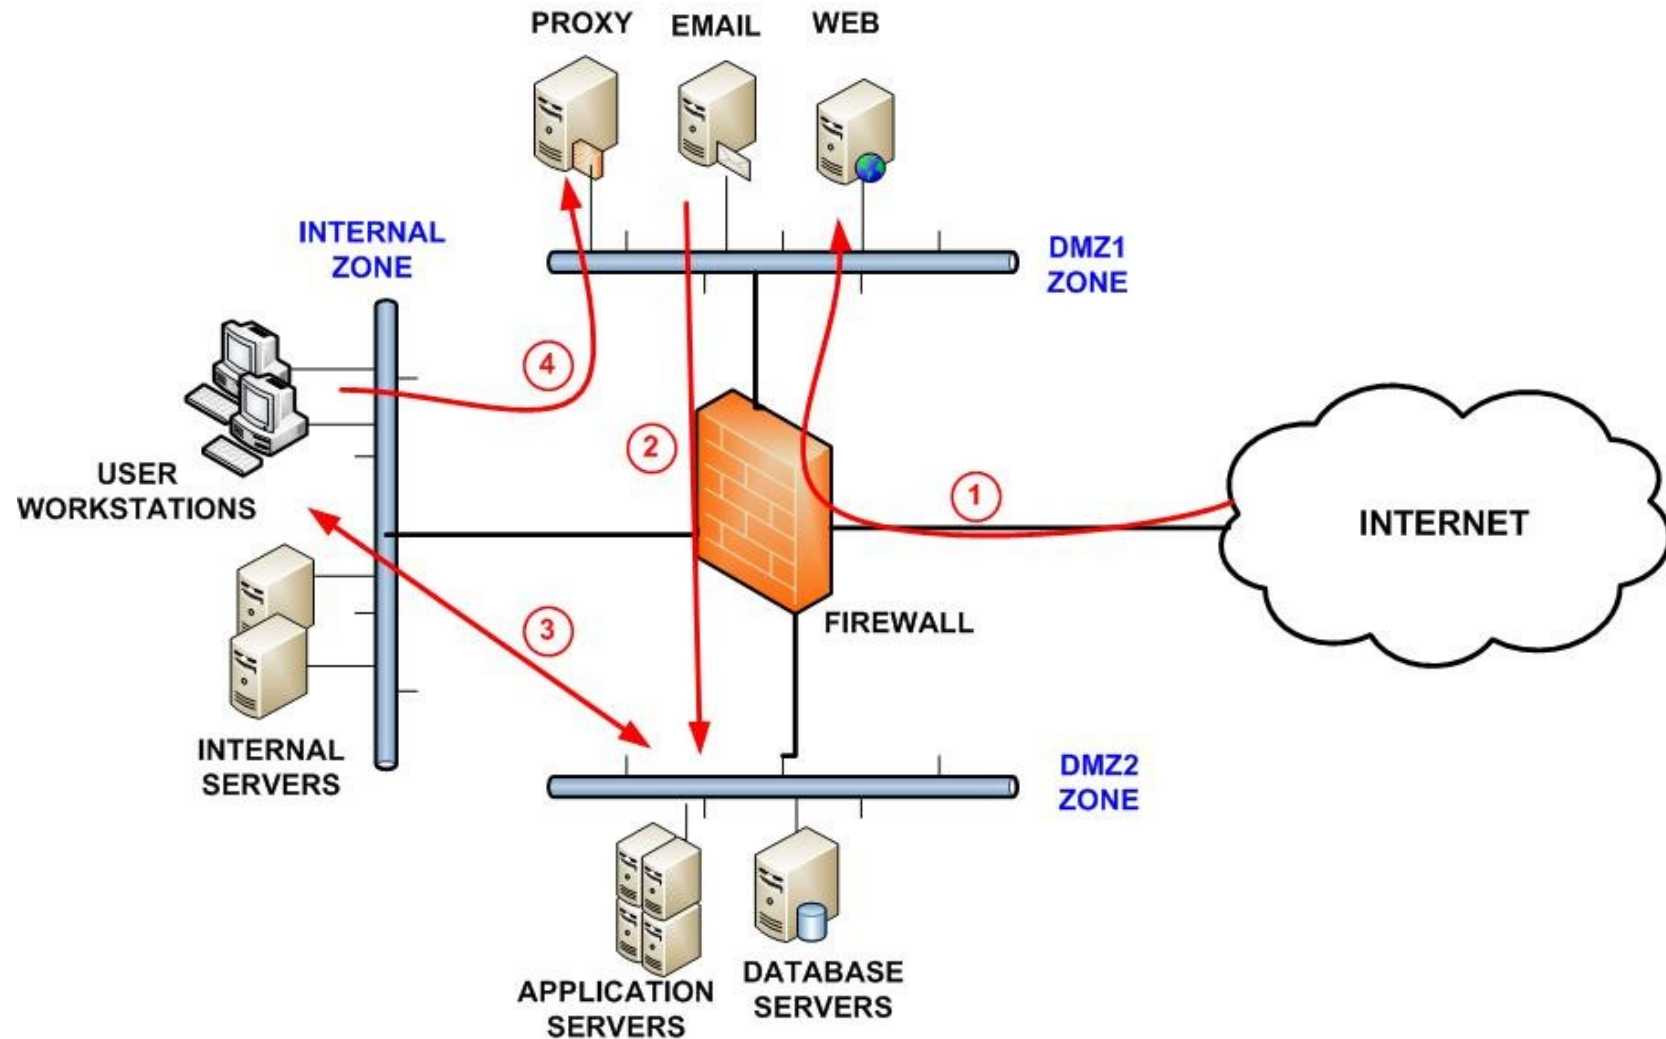 PROXY
EMAIL
WEB
INTERNAL
ZONE
DMZ1
ZONE
4
2
1
USER
WORKSTATIONS
INTERNET
FIREWALL
3
INTERNAL
SERVERS
DMZ2
ZONE
APPLICATION
SERVERS
DATABASE
SERVERS